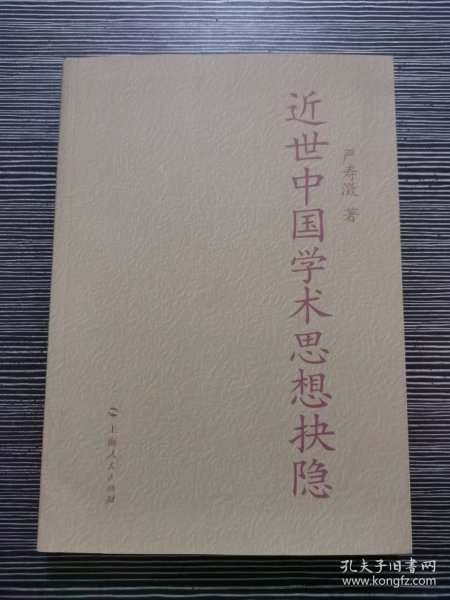 近世中国学术思想抉隐
严寿澂 著
上海人民出版社
孔夫子旧书网
www.kongfz.com